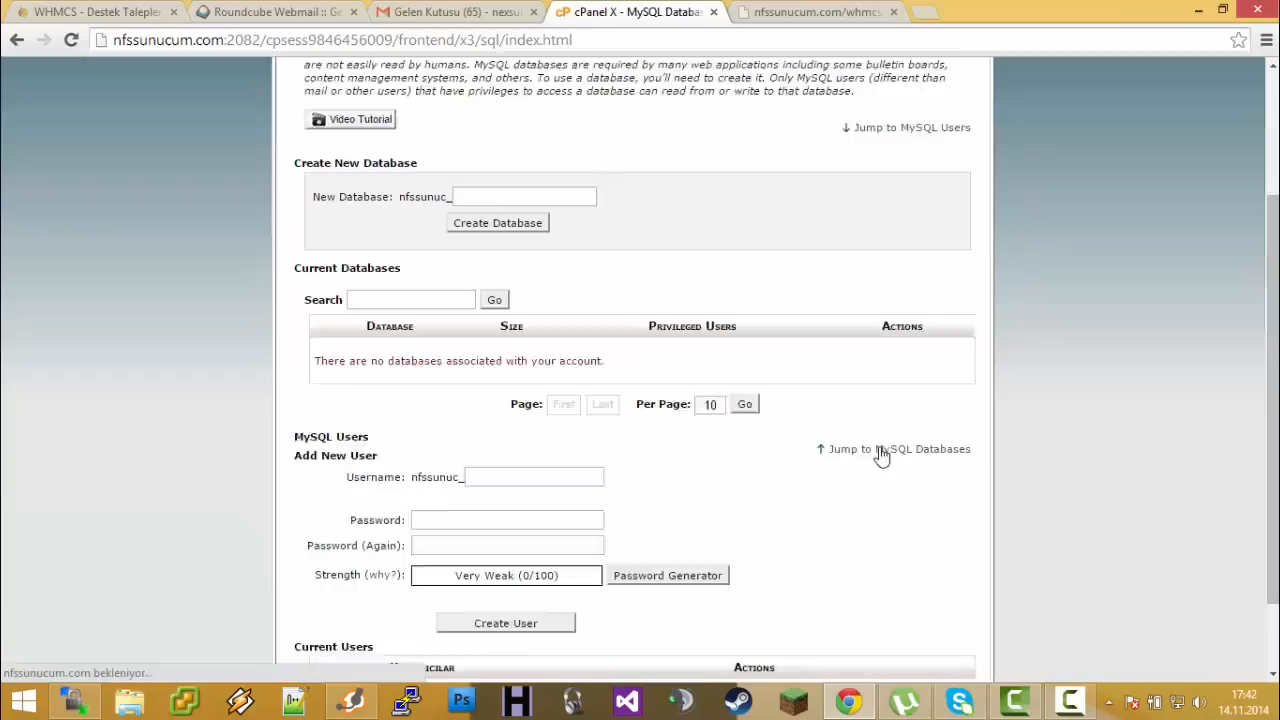 WHMCS - Destek Talepler
Roundcube Webmail :: Ge
Gelen Kutusu (65) - nexsu
cP cPanel X - MySQL Databa
nfssunucum.com/whmcs
nfssunucum.com:2082/cpsess9846456009/frontend/x3/sql/index.html
are not easily read by humans. MySQL databases are required by many web applications including some bulletin boards,
content management systems, and others. To use a database, you'll need to create it. Only MySQL users (different than
mail or other users) that have privileges to access a database can read from or write to that database.
Video Tutorial
↓ Jump to MySQL Users
Create New Database
New Database: nfssunuc_
Create Database
Current Databases
Search Go
Database Size Privileged Users Actions
There are no databases associated with your account.
Page: First Last Per Page: 10 Go
MySQL Users
↑ Jump to MySQL Databases
Add New User
Username: nfssunuc_
Password:
Password (Again):
Strength (why?): Very Weak (0/100) Password Generator
Create User
Current Users
Actions
nfssunucum.com bekleniyor...
17:42
14.11.2014